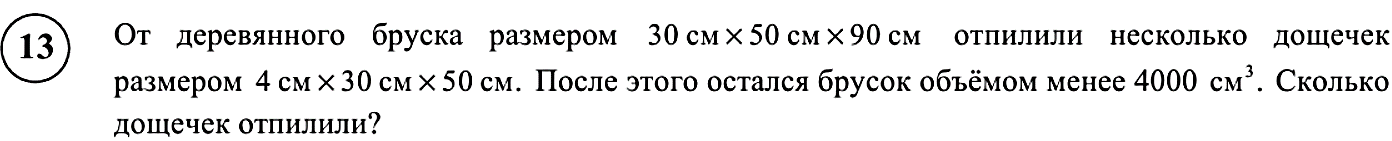 13 От деревянного бруска размером 30 см × 50 см × 90 см отпилили несколько дощечек
размером 4 см × 30 см × 50 см. После этого остался брусок объёмом менее 4000 см³. Сколько
дощечек отпилили?